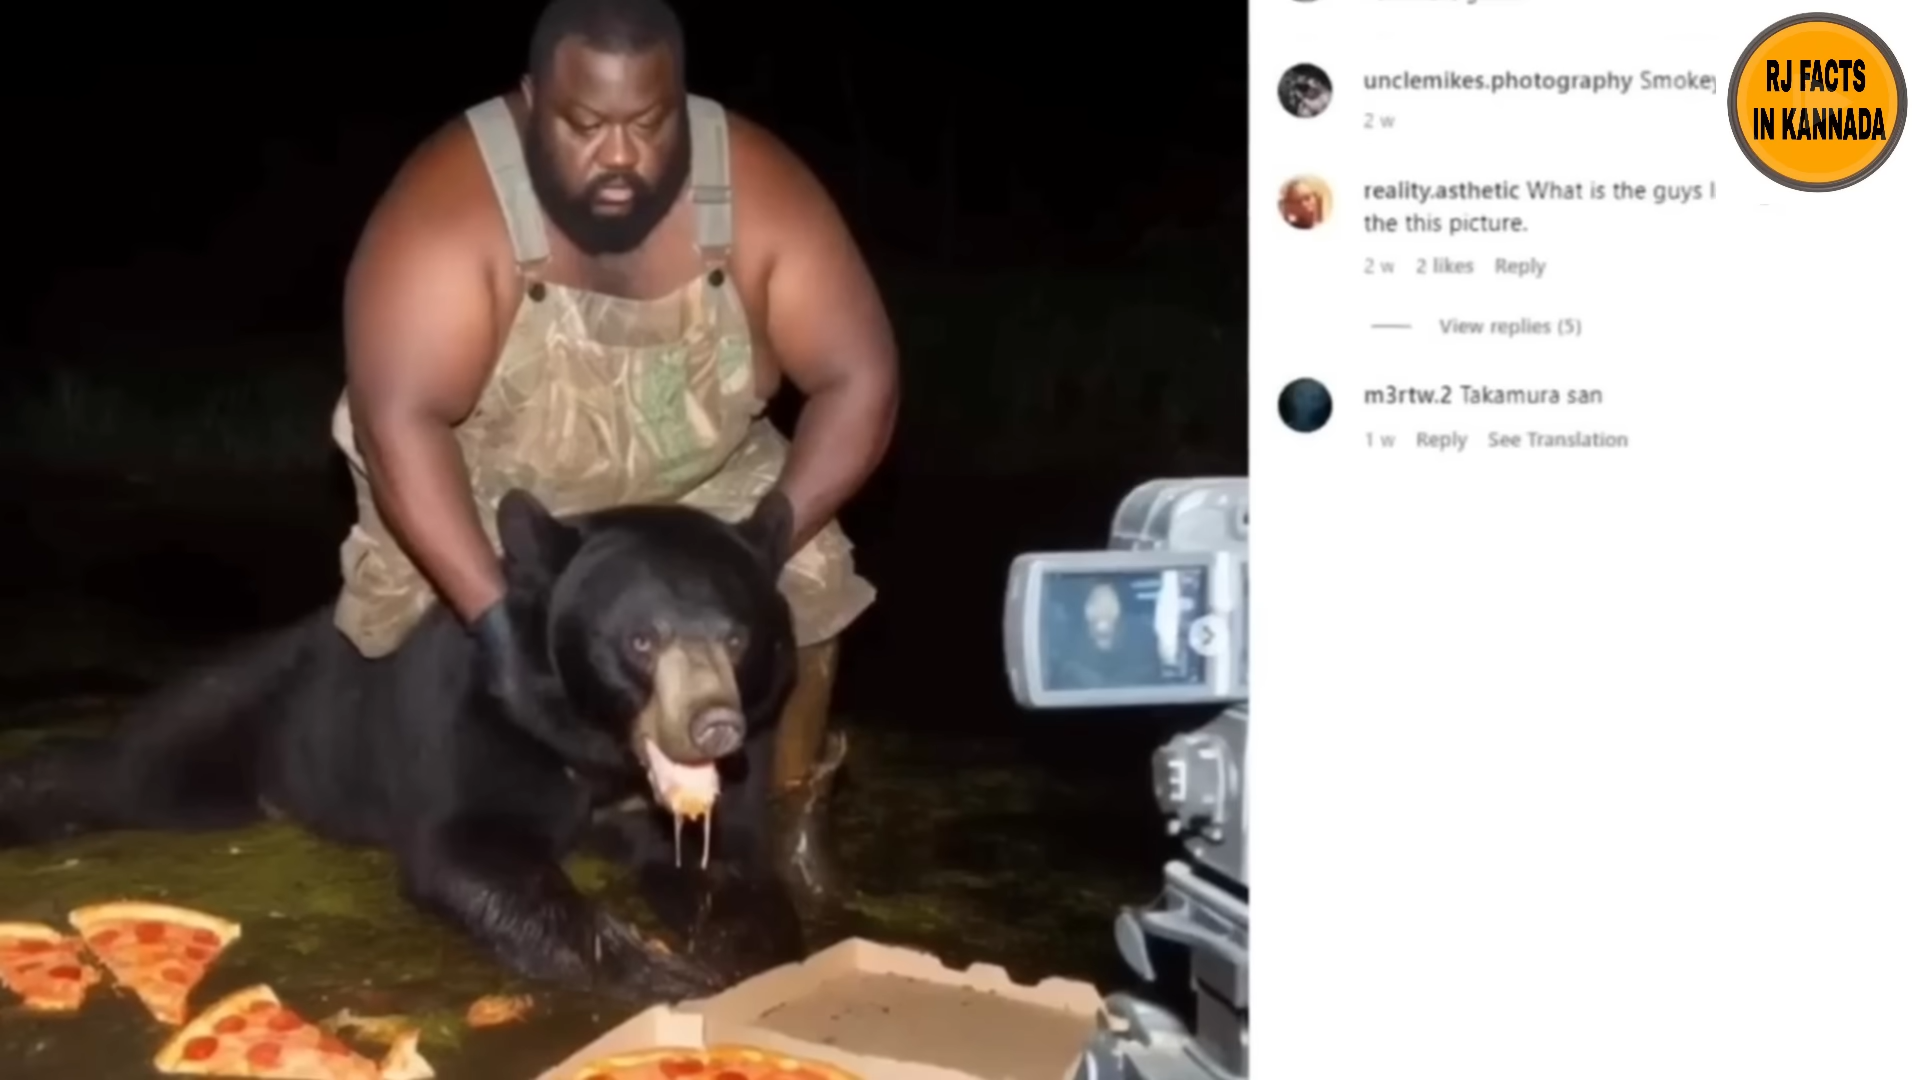 unclemikes.photography Smokey
2 w
reality.asthetic What is the guys
the this picture.
2 w 2 likes Reply
View replies (5)
m3rtw.2 Takamura san
1 w Reply See Translation
RJ FACTS
IN KANNADA